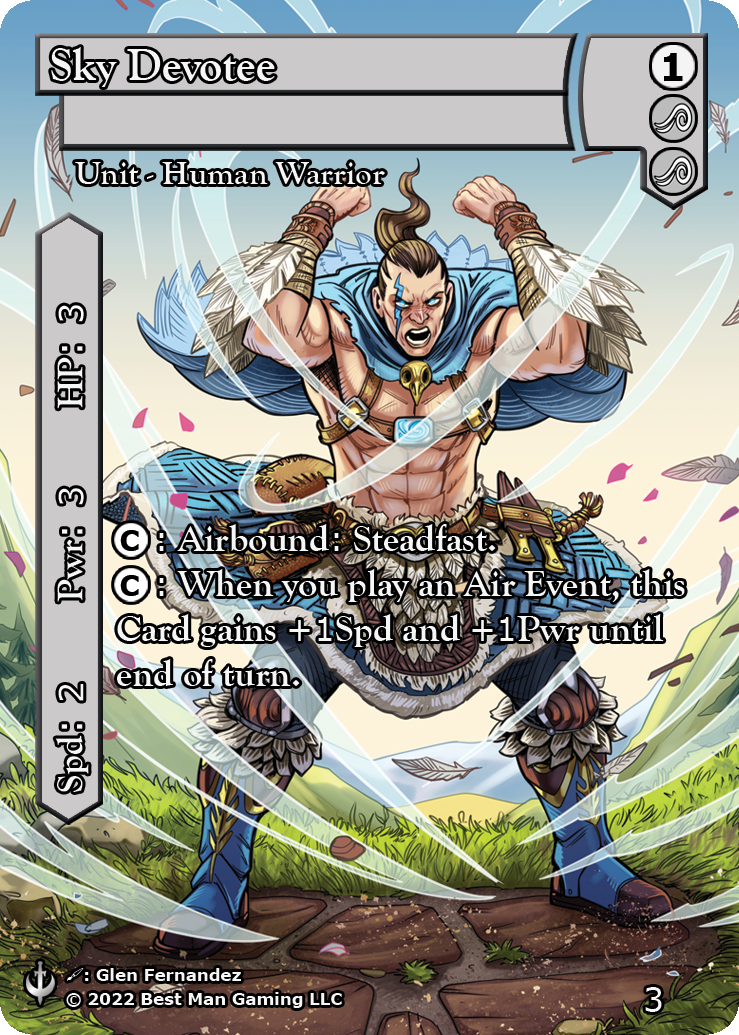 Sky Devotee
1
Unit - Human Warrior
HP: 3
Pwr: 3
Spd: 2
C : Airbound: Steadfast.
C : When you play an Air Event, this
Card gains +1Spd and +1Pwr until
end of turn.
: Glen Fernandez
© 2022 Best Man Gaming LLC
3